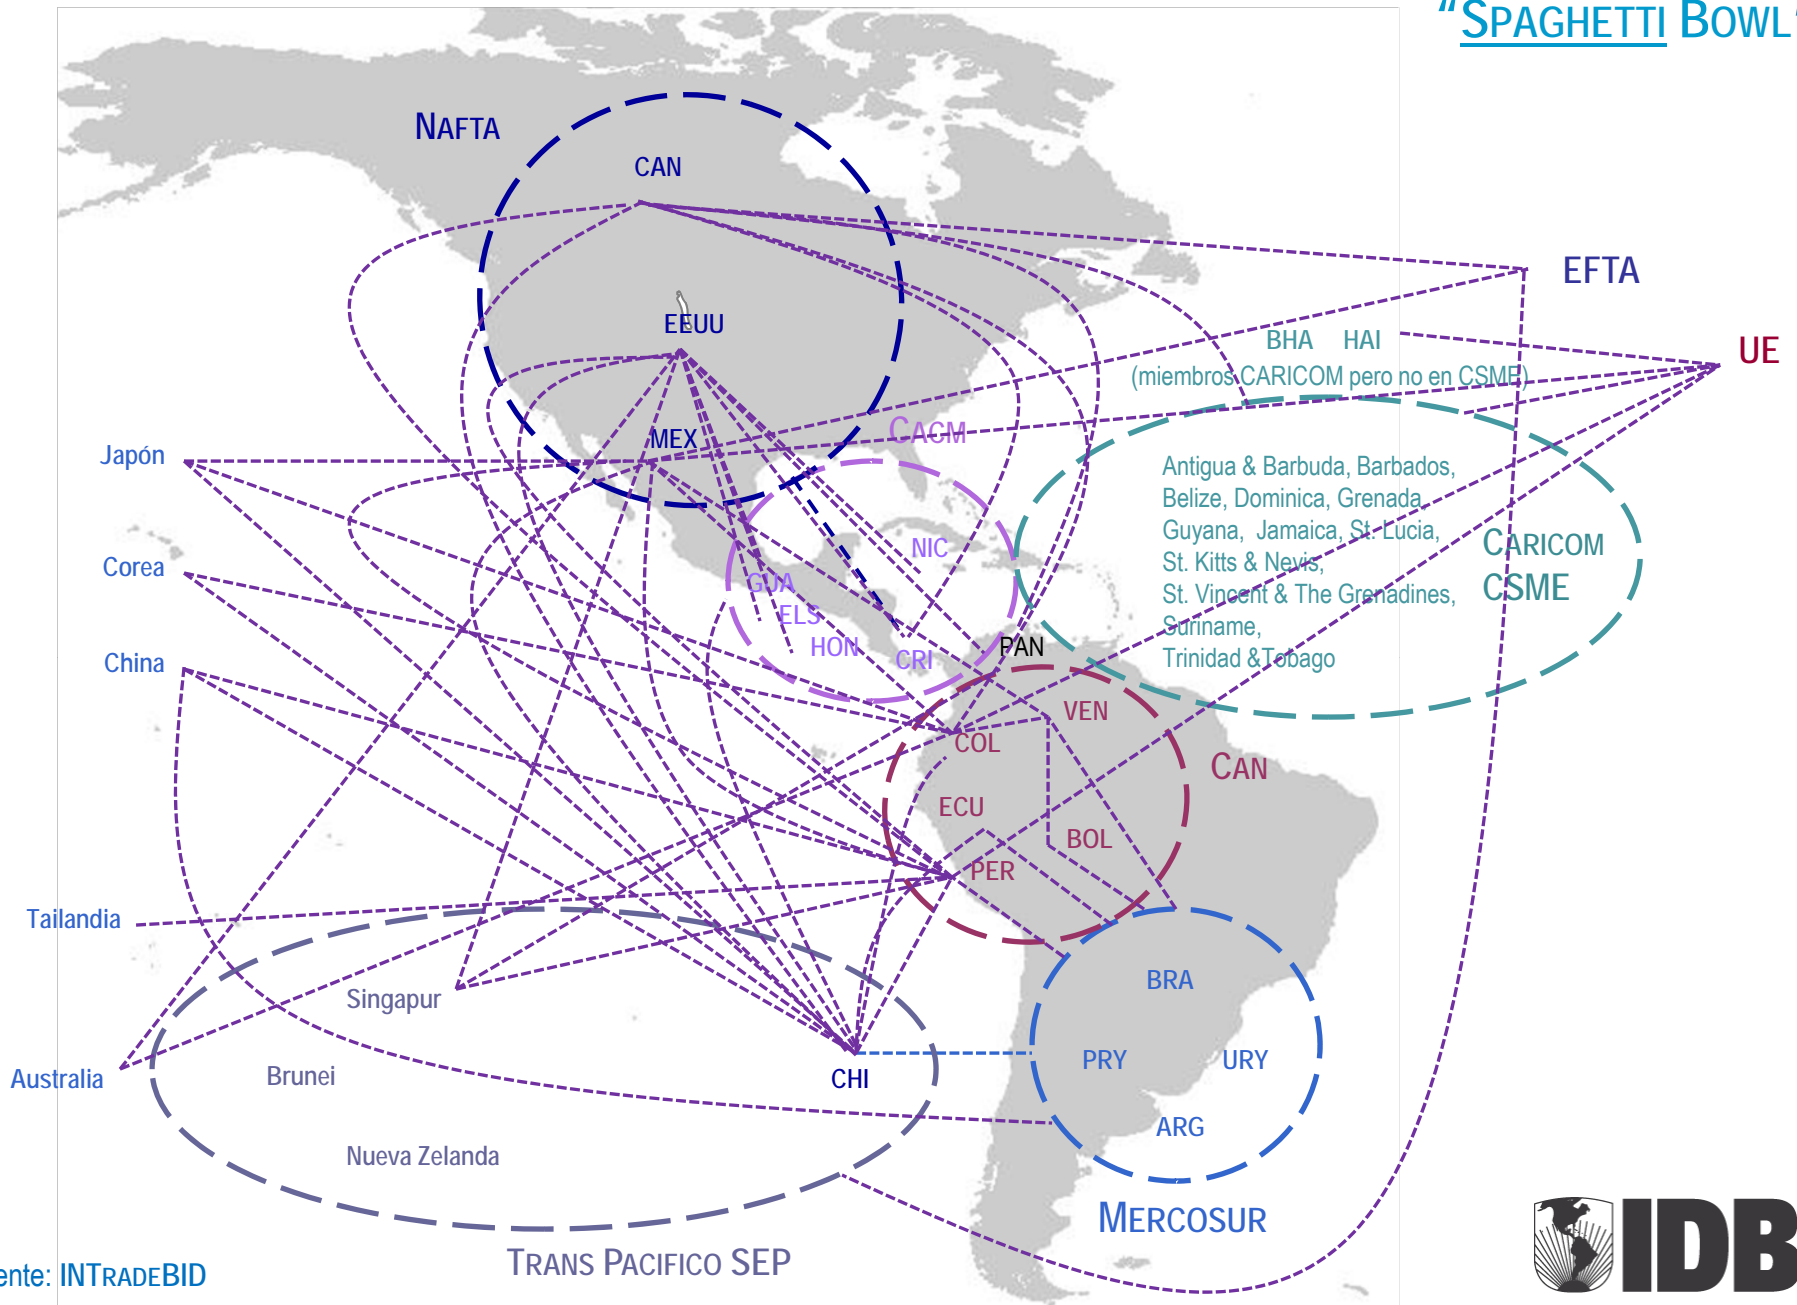 “SPAGHETTI BOWL”
NAFTA
CAN
EFTA
EEUU
BHA HAI
UE
(miembros CARICOM pero no en CSME)
CACM
MEX
Japón
Antigua & Barbuda, Barbados,
Belize, Dominica, Grenada,
Guyana, Jamaica, St. Lucia,
St. Kitts & Nevis,
St. Vincent & The Grenadines,
Suriname,
Trinidad &Tobago
CARICOM
CSME
NIC
Corea
GUA
ELS
HON
CRI
PAN
China
VEN
COL
CAN
ECU
BOL
PER
Tailandia
BRA
Singapur
PRY
URY
Brunei
CHI
Australia
ARG
Nueva Zelanda
MERCOSUR
TRANS PACIFICO SEP
ente: INTRADEBID
IDB